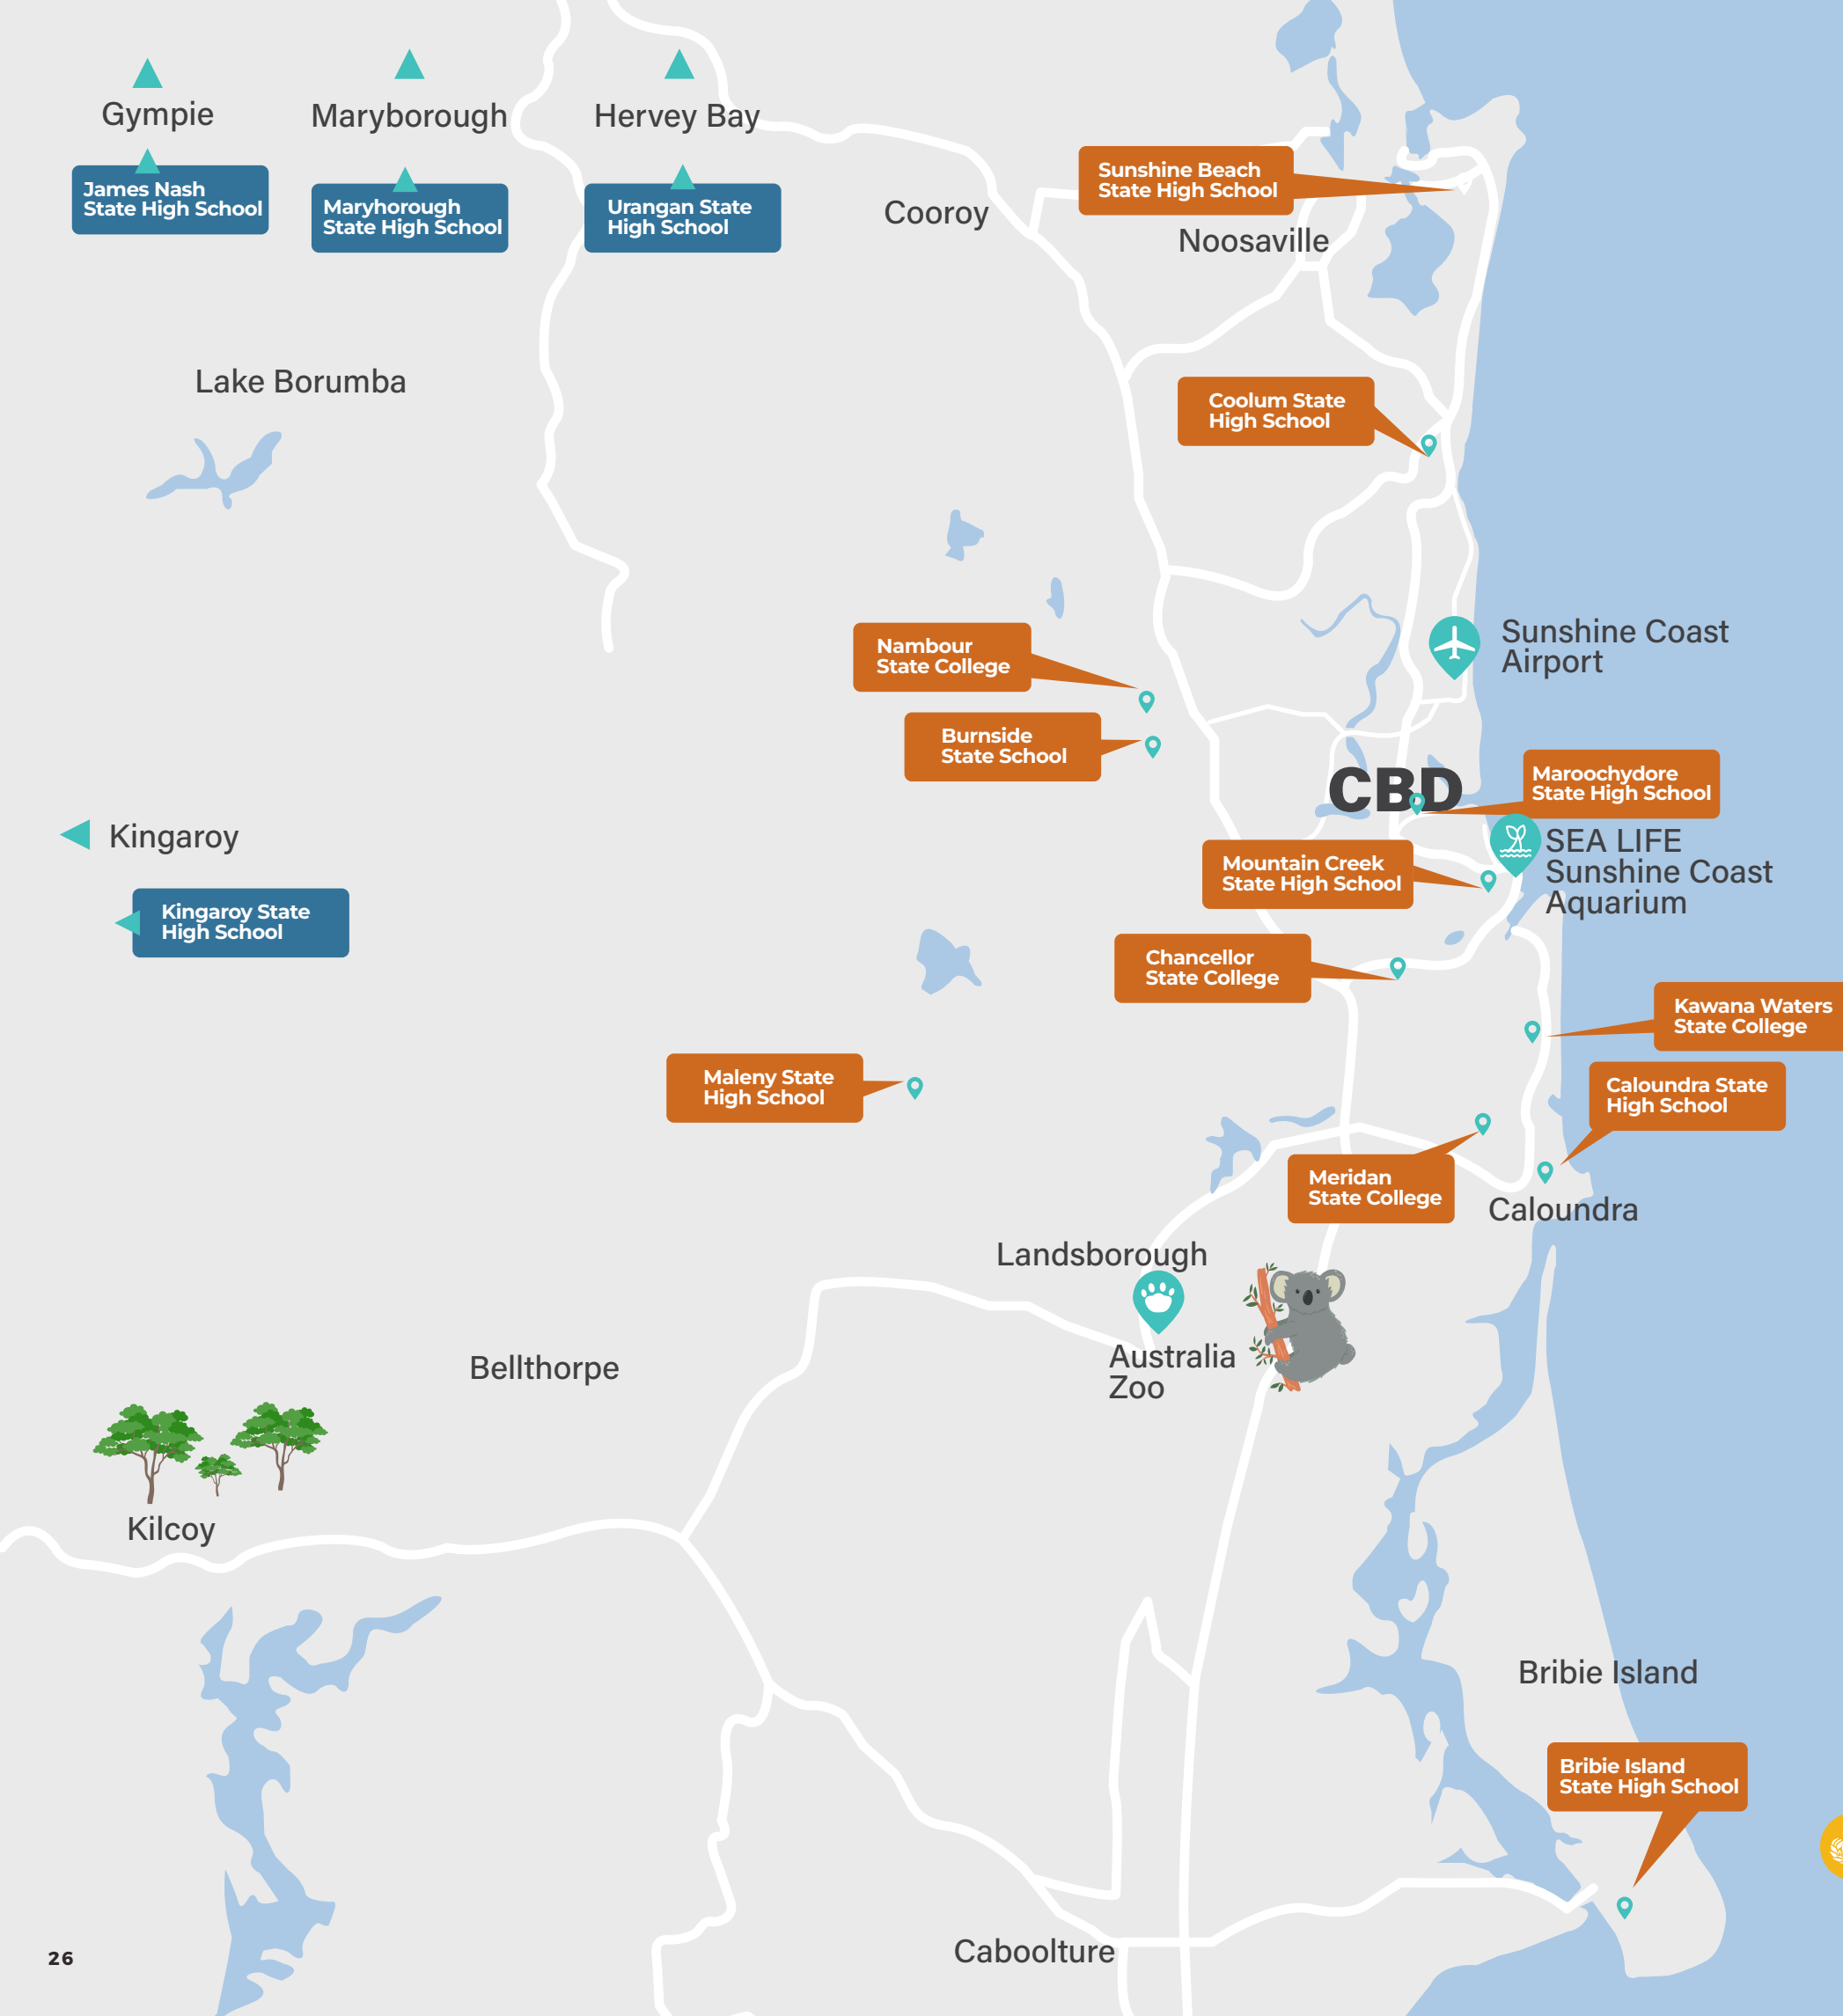 Gympie
Maryborough
Hervey Bay
James Nash
State High School
Maryhorough
State High School
Urangan State
High School
Cooroy
Sunshine Beach
State High School
Noosaville
Lake Borumba
Coolum State
High School
Sunshine Coast
Airport
Nambour
State College
Burnside
State School
CBD
Maroochydore
State High School
Kingaroy
SEA LIFE
Sunshine Coast
Aquarium
Mountain Creek
State High School
Kingaroy State
High School
Chancellor
State College
Kawana Waters
State College
Maleny State
High School
Caloundra State
High School
Meridan
State College
Caloundra
Landsborough
Australia
Zoo
Bellthorpe
Kilcoy
Bribie Island
Bribie Island
State High School
Caboolture
26